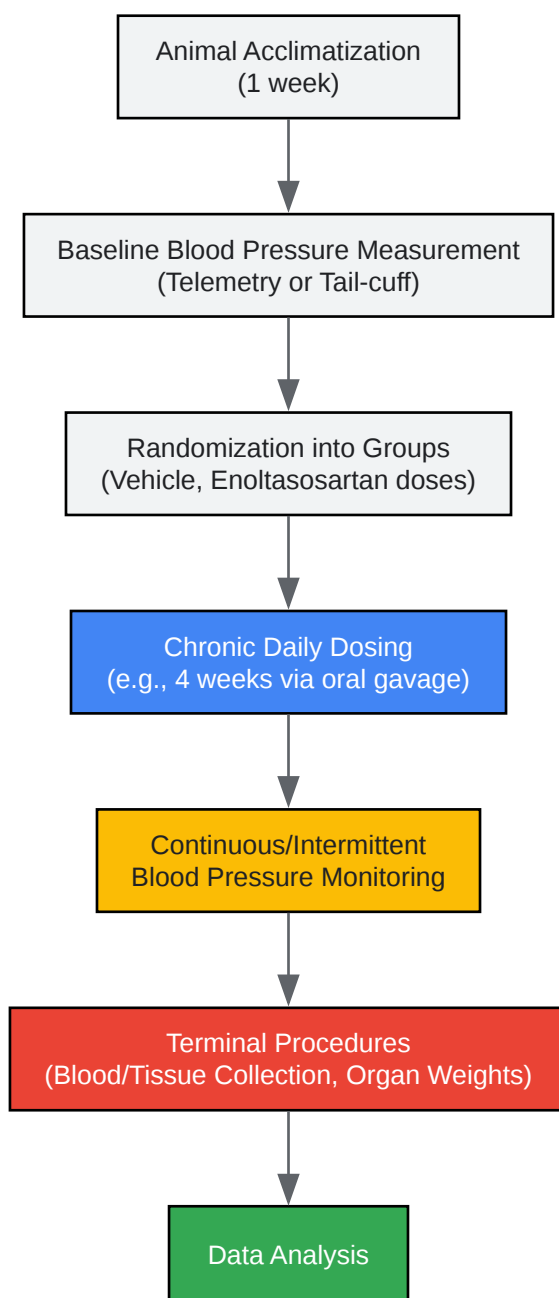 Animal Acclimatization
(1 week)
Baseline Blood Pressure Measurement
(Telemetry or Tail-cuff)
Randomization into Groups
(Vehicle, Enoltasosartan doses)
Chronic Daily Dosing
(e.g., 4 weeks via oral gavage)
Continuous/Intermittent
Blood Pressure Monitoring
Terminal Procedures
(Blood/Tissue Collection, Organ Weights)
Data Analysis